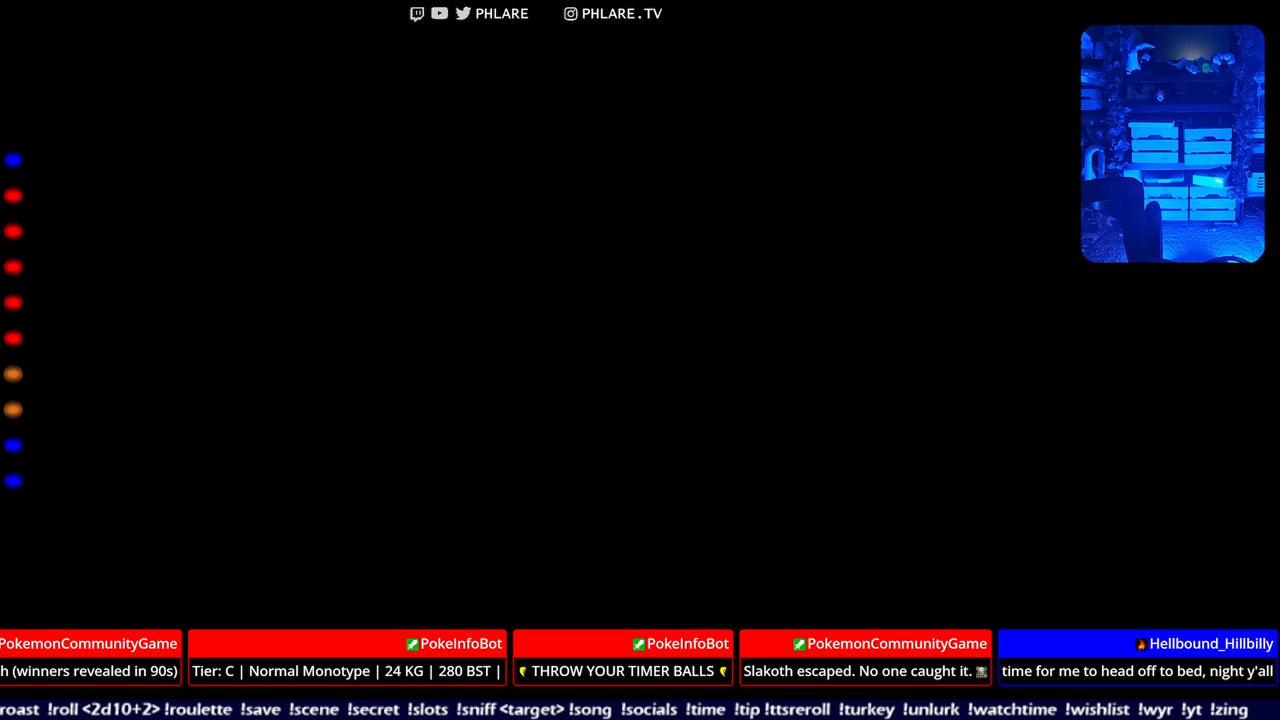 PHLARE PHLARE.TV
PokemonCommunityGame
h (winners revealed in 90s)
PokeInfoBot
Tier: C | Normal Monotype | 24 KG | 280 BST |
PokeInfoBot
THROW YOUR TIMER BALLS
PokemonCommunityGame
Slakoth escaped. No one caught it.
Hellbound_Hillbilly
time for me to head off to bed, night y'all
roast !roll <2d10+2> !roulette !save !scene !secret !slots !sniff <target> !song !socials !time !tip !ttsreroll !turkey !unlurk !watchtime !wishlist !wyr !yt !zing